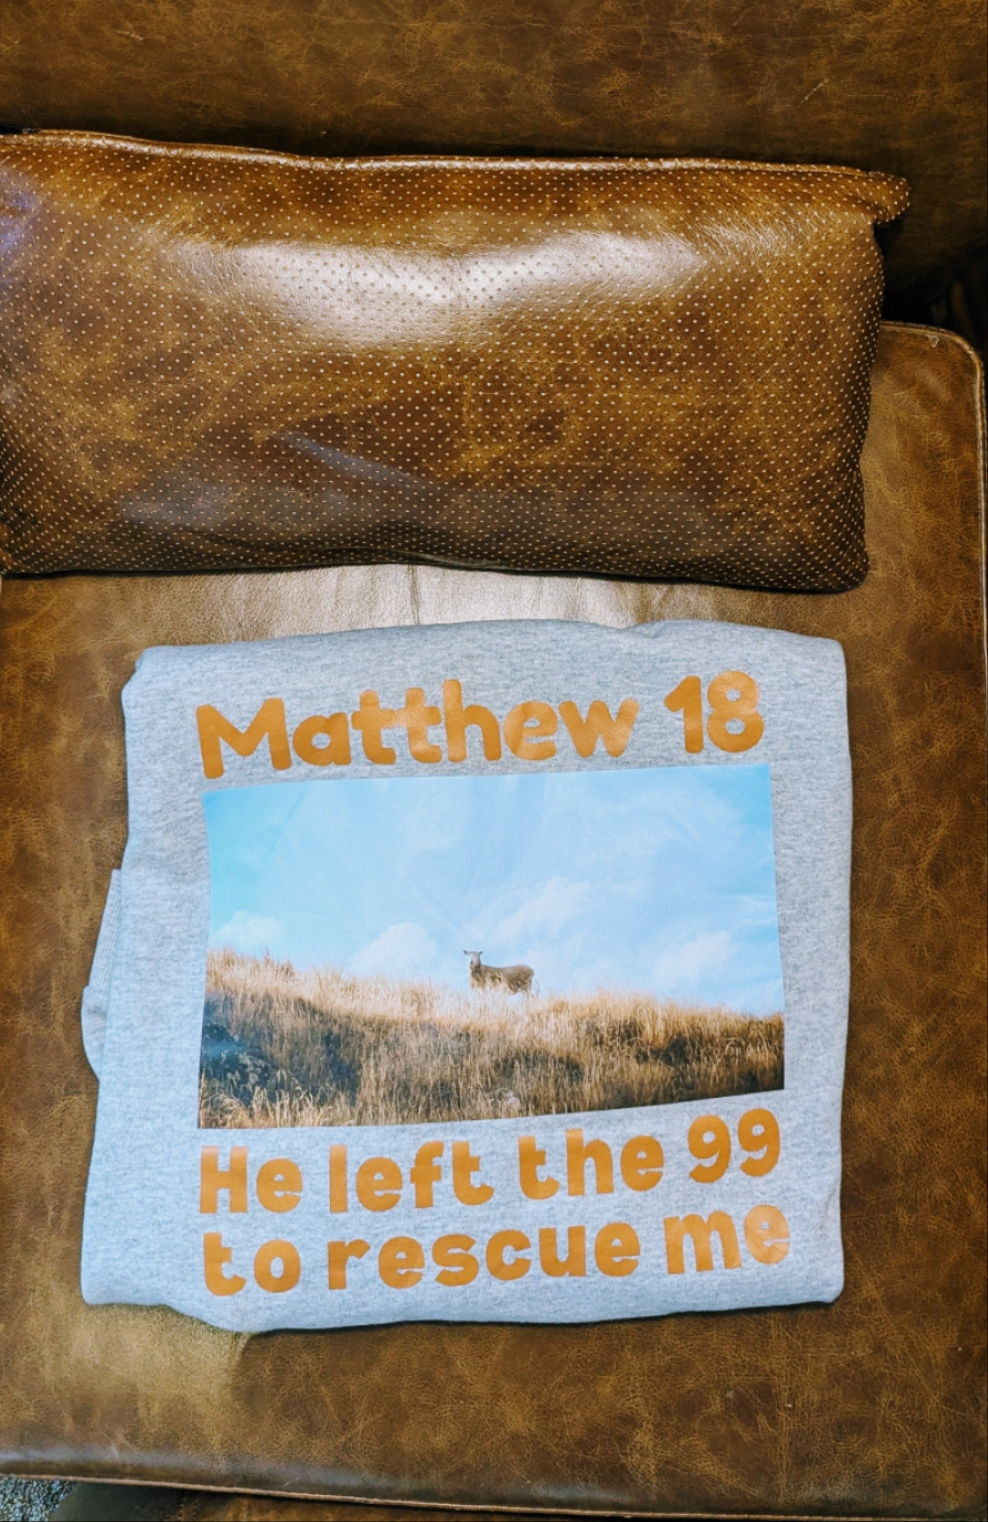 Matthew 18
He left the 99
to rescue me